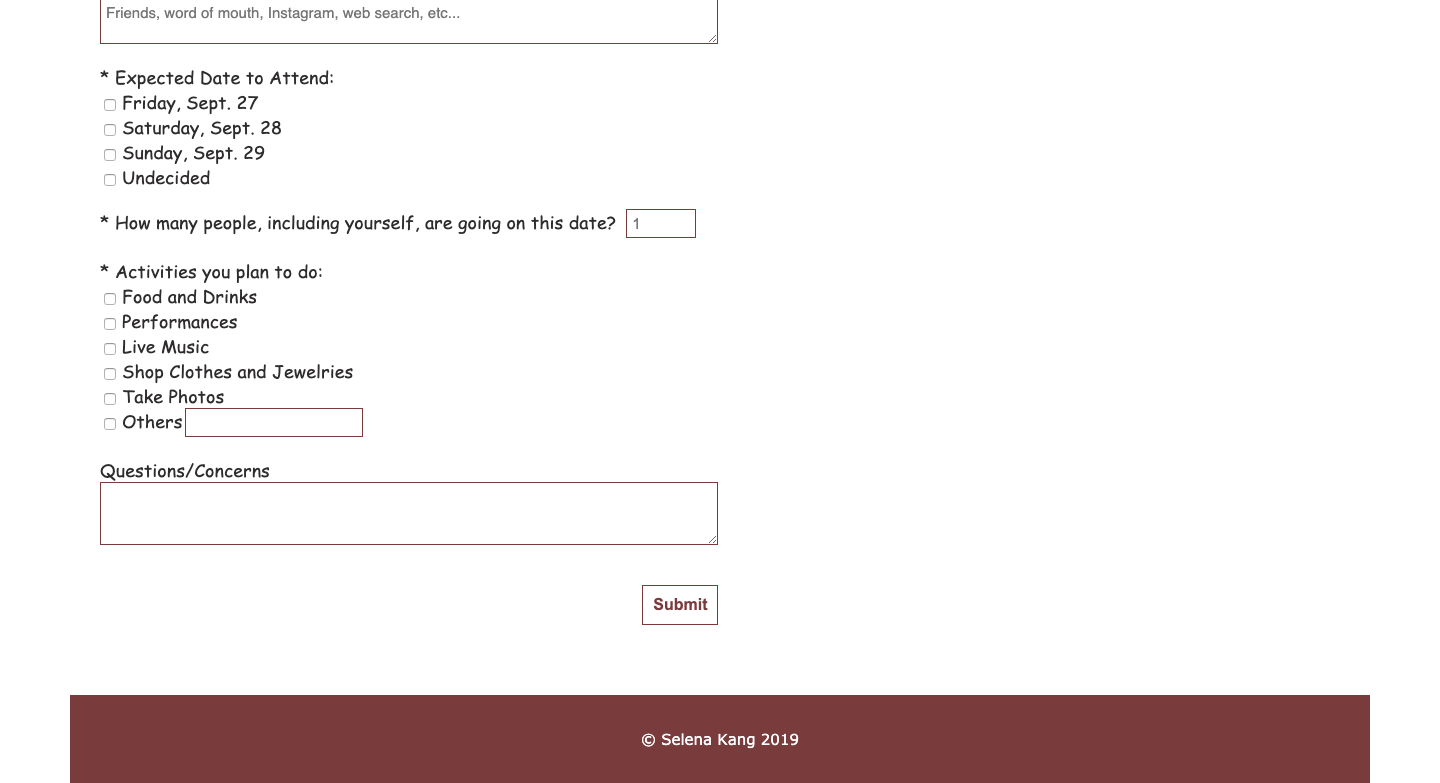 Friends, word of mouth, Instagram, web search, etc...
* Expected Date to Attend:
Friday, Sept. 27
Saturday, Sept. 28
Sunday, Sept. 29
Undecided
* How many people, including yourself, are going on this date? 1
* Activities you plan to do:
Food and Drinks
Performances
Live Music
Shop Clothes and Jewelries
Take Photos
Others
Questions/Concerns
Submit
© Selena Kang 2019